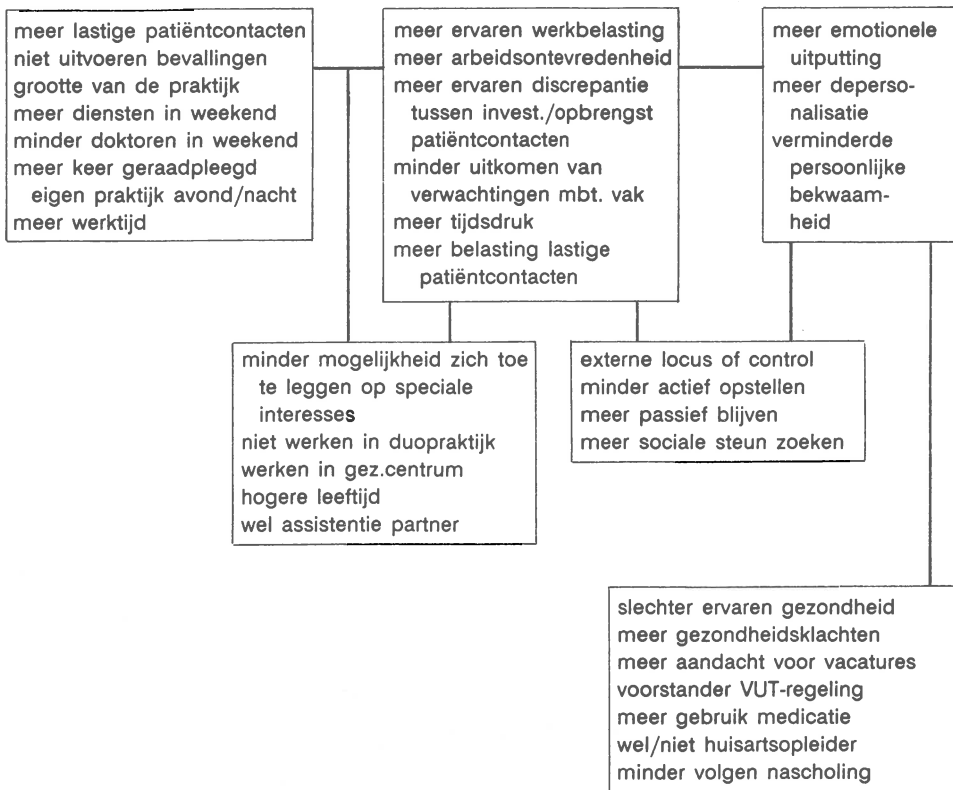 meer lastige patiëntcontacten
niet uitvoeren bevallingen
grootte van de praktijk
meer diensten in weekend
minder doktoren in weekend
meer keer geraadpleegd
eigen praktijk avond/nacht
meer werktijd
meer ervaren werkbelasting
meer arbeidsontevredenheid
meer ervaren discrepantie
tussen invest./opbrengst
patiëntcontacten
minder uitkomen van
verwachtingen mbt. vak
meer tijdsdruk
meer belasting lastige
patiëntcontacten
meer emotionele
uitputting
meer deperso-
nalisatie
verminderde
persoonlijke
bekwaam-
heid
minder mogelijkheid zich toe
te leggen op speciale
interesses
niet werken in duopraktijk
werken in gez.centrum
hogere leeftijd
wel assistentie partner
externe locus of control
minder actief opstellen
meer passief blijven
meer sociale steun zoeken
slechter ervaren gezondheid
meer gezondheidsklachten
meer aandacht voor vacatures
voorstander VUT-regeling
meer gebruik medicatie
wel/niet huisartsopleider
minder volgen nascholing